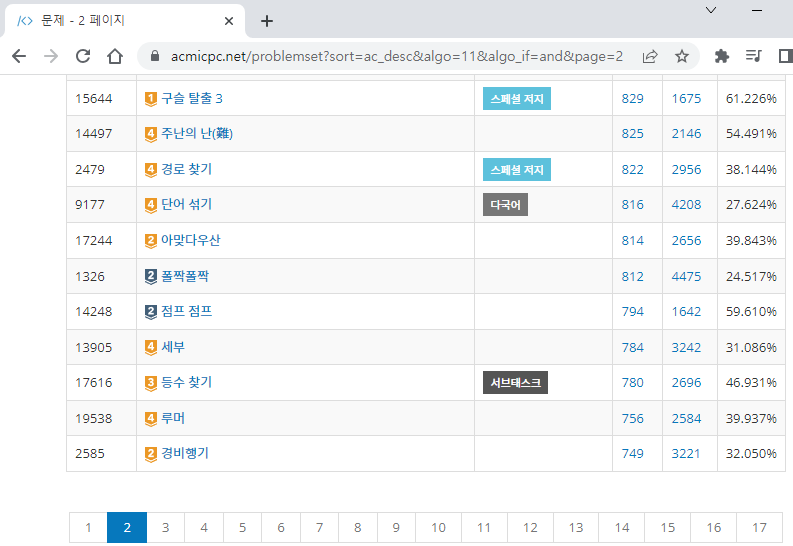 문제 - 2 페이지
acmicpc.net/problemset?sort=ac_desc&algo=11&algo_if=and&page=2
15644 1 구슬 탈출 3 스페셜 저지 829 1675 61.226%
14497 4 주난의 난(難) 825 2146 54.491%
2479 4 경로 찾기 스페셜 저지 822 2956 38.144%
9177 4 단어 섞기 다국어 816 4208 27.624%
17244 2 아맞다우산 814 2656 39.843%
1326 2 폴짝폴짝 812 4475 24.517%
14248 2 점프 점프 794 1642 59.610%
13905 4 세부 784 3242 31.086%
17616 3 등수 찾기 서브태스크 780 2696 46.931%
19538 4 루머 756 2584 39.937%
2585 2 경비행기 749 3221 32.050%
1 2 3 4 5 6 7 8 9 10 11 12 13 14 15 16 17